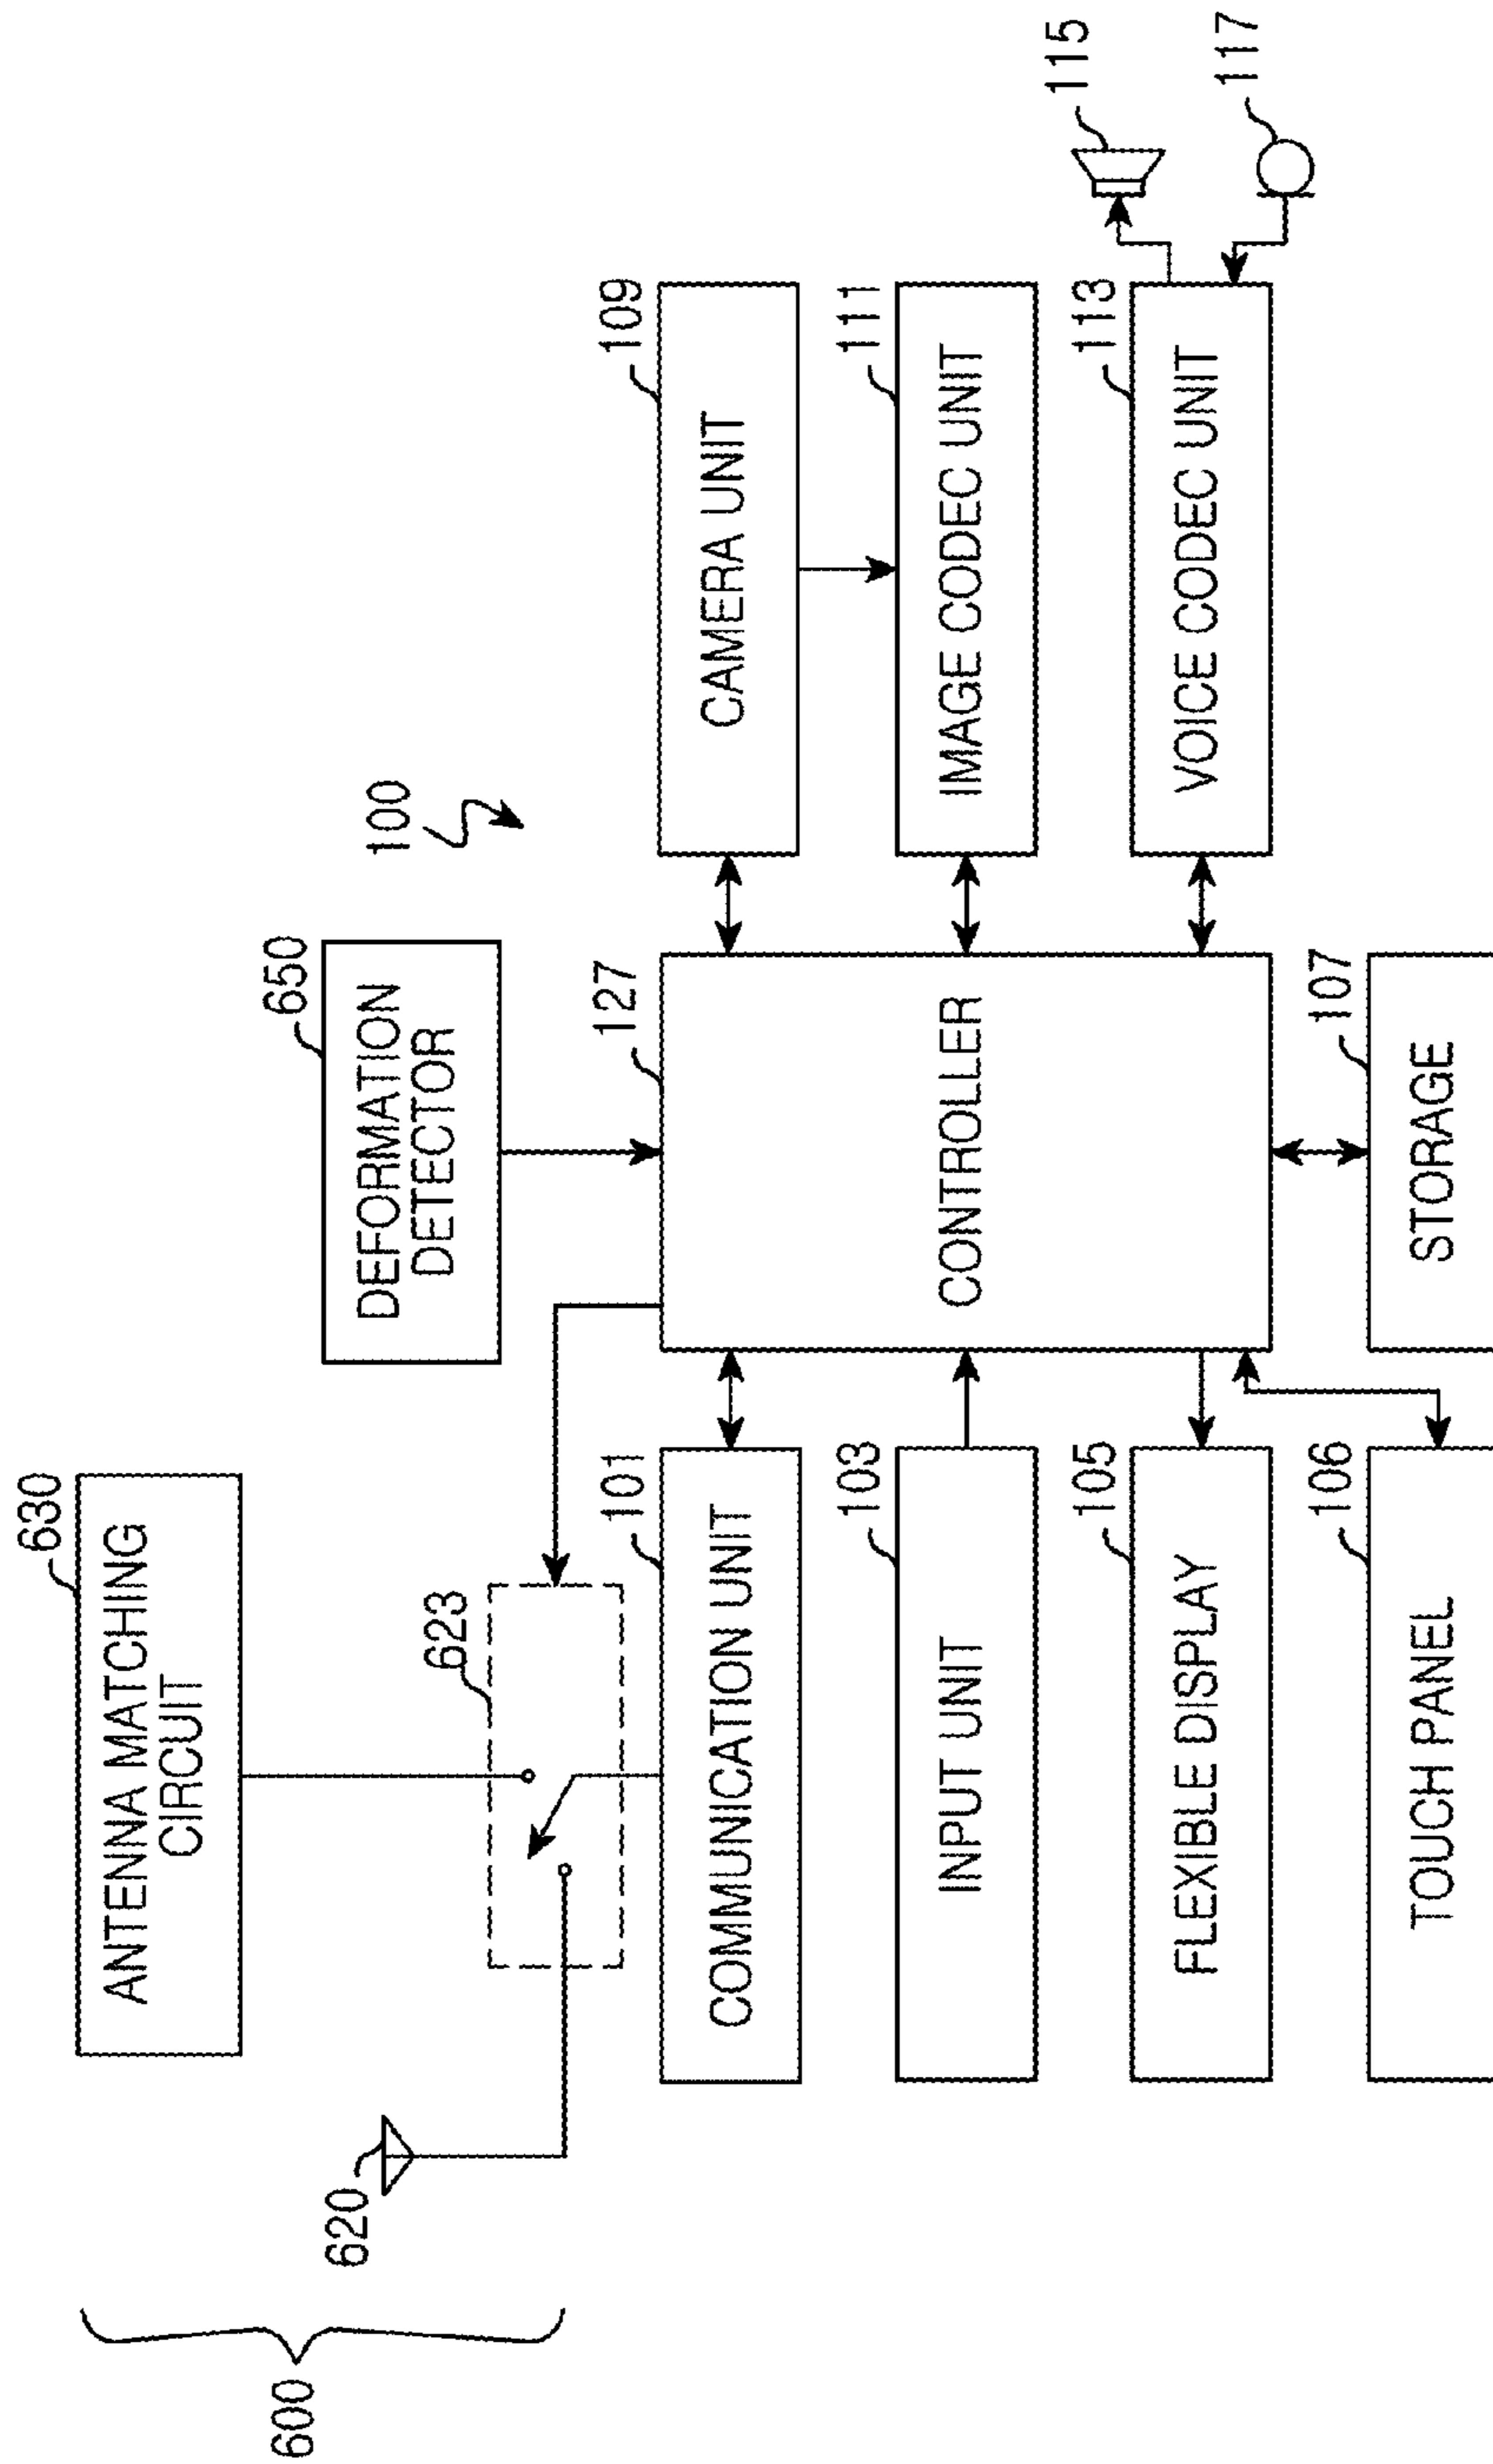 600
620
630
ANTENNA MATCHING
CIRCUIT
623
650
DEFORMATION
DETECTOR
100
101
COMMUNICATION UNIT
127
CONTROLLER
109
CAMERA UNIT
103
INPUT UNIT
111
IMAGE CODEC UNIT
105
FLEXIBLE DISPLAY
113
VOICE CODEC UNIT
115
117
106
TOUCH PANEL
107
STORAGE